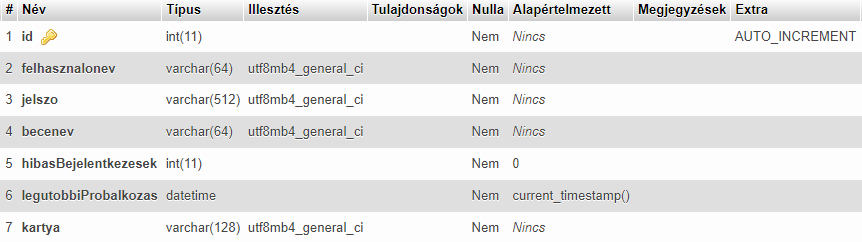 # Név Típus Illesztés Tulajdonságok Nulla Alapértelmezett Megjegyzések Extra
1 id int(11) Nem Nincs AUTO_INCREMENT
2 felhasznalonev varchar(64) utf8mb4_general_ci Nem Nincs
3 jelszo varchar(512) utf8mb4_general_ci Nem Nincs
4 becenev varchar(64) utf8mb4_general_ci Nem Nincs
5 hibasBejelentkezesek int(11) Nem 0
6 legutobbiProbalkozas datetime Nem current_timestamp()
7 kartya varchar(128) utf8mb4_general_ci Nem Nincs